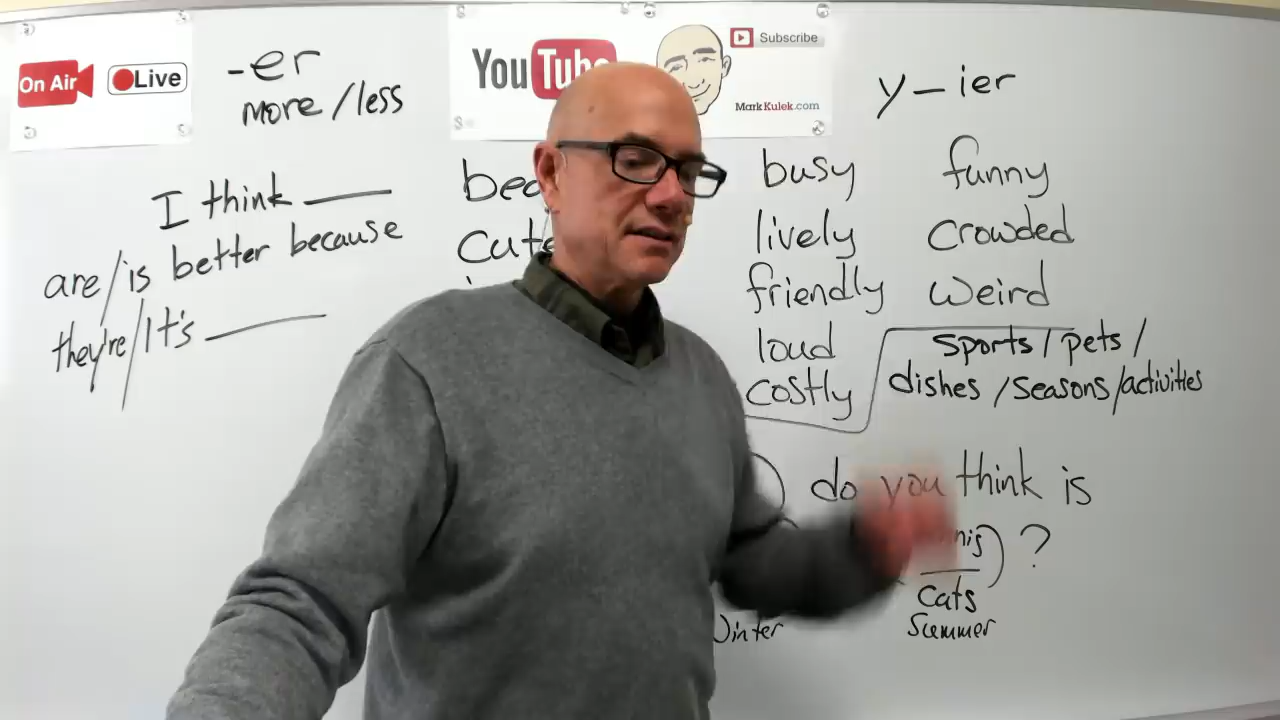 On Air
Live
-er
more/less
YouTube
Subscribe
MarkKulek.com
y-ier
I think ____
are/is better because
they're/It's ____
busy funny
lively crowded
friendly weird
loud
costly
sports/pets/
dishes/seasons/activities
do you think is
?
cats
Summer